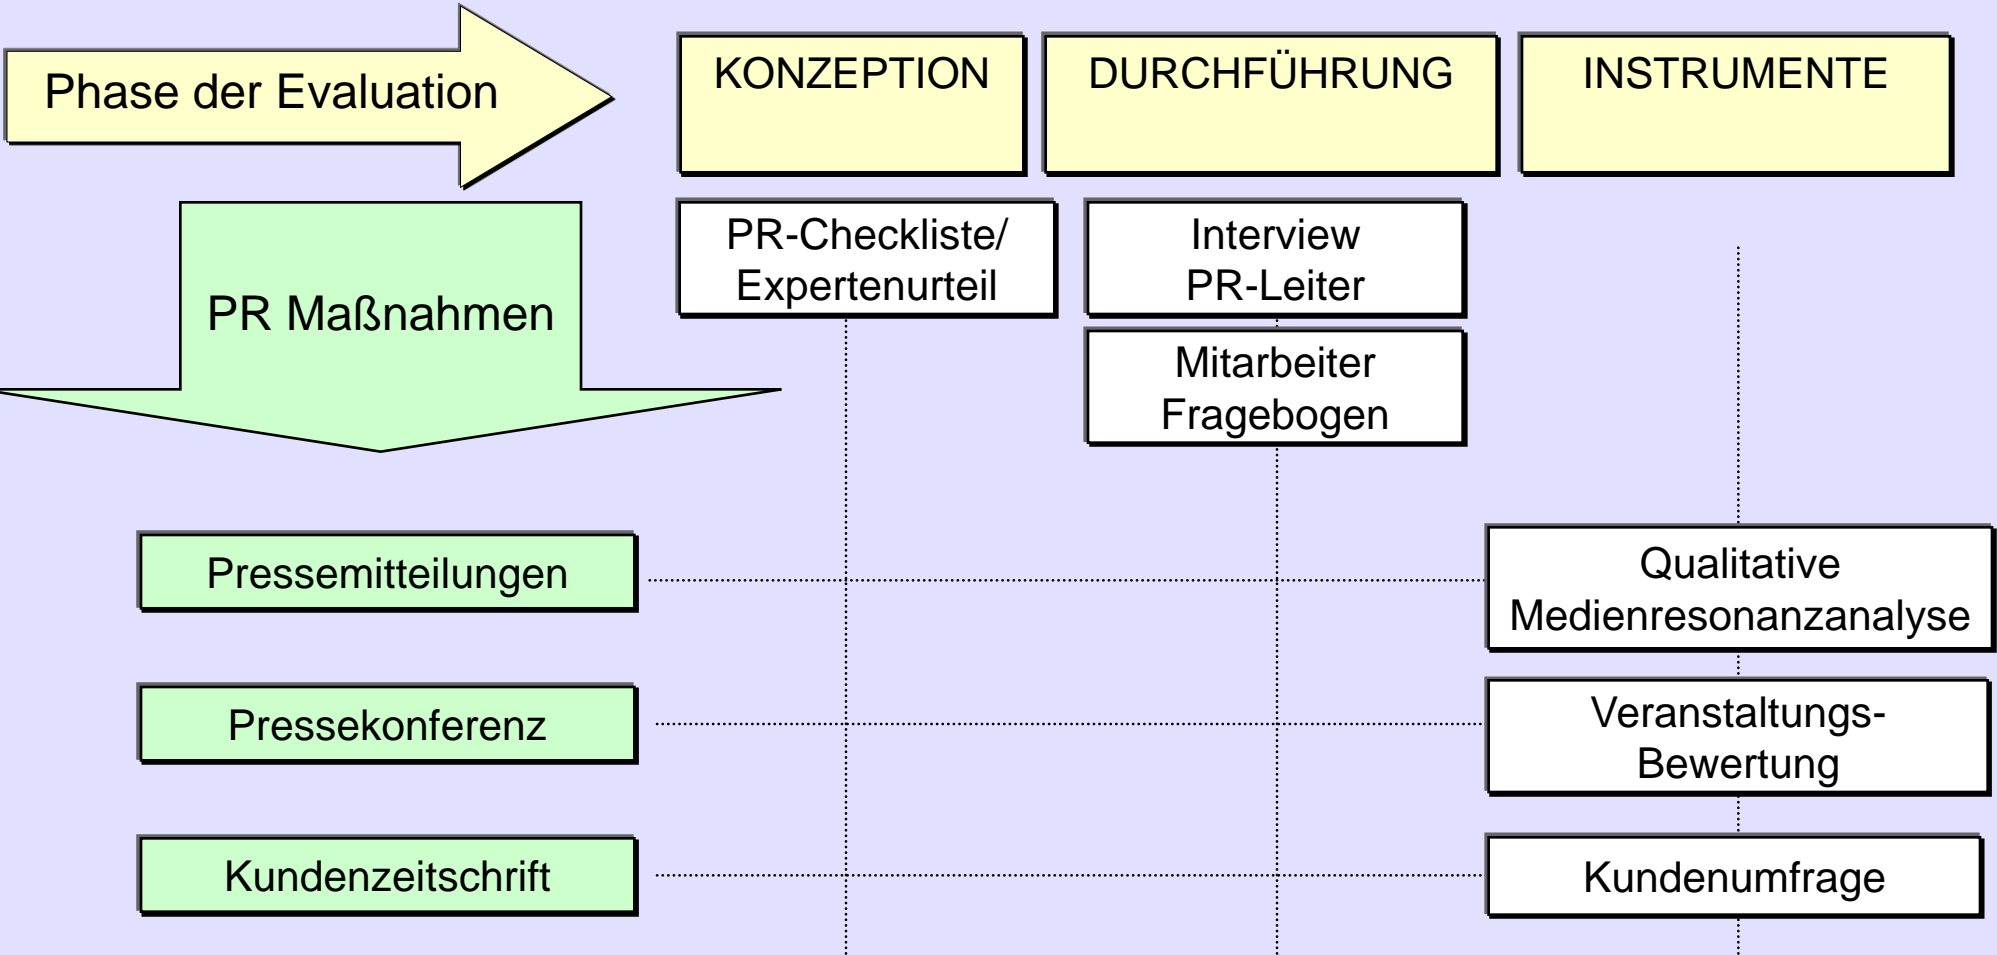 Phase der Evaluation
KONZEPTION
DURCHFÜHRUNG
INSTRUMENTE
PR Maßnahmen
PR-Checkliste/
Expertenurteil
Interview
PR-Leiter
Mitarbeiter
Fragebogen
Pressemitteilungen
Qualitative
Medienresonanzanalyse
Pressekonferenz
Veranstaltungs-
Bewertung
Kundenzeitschrift
Kundenumfrage